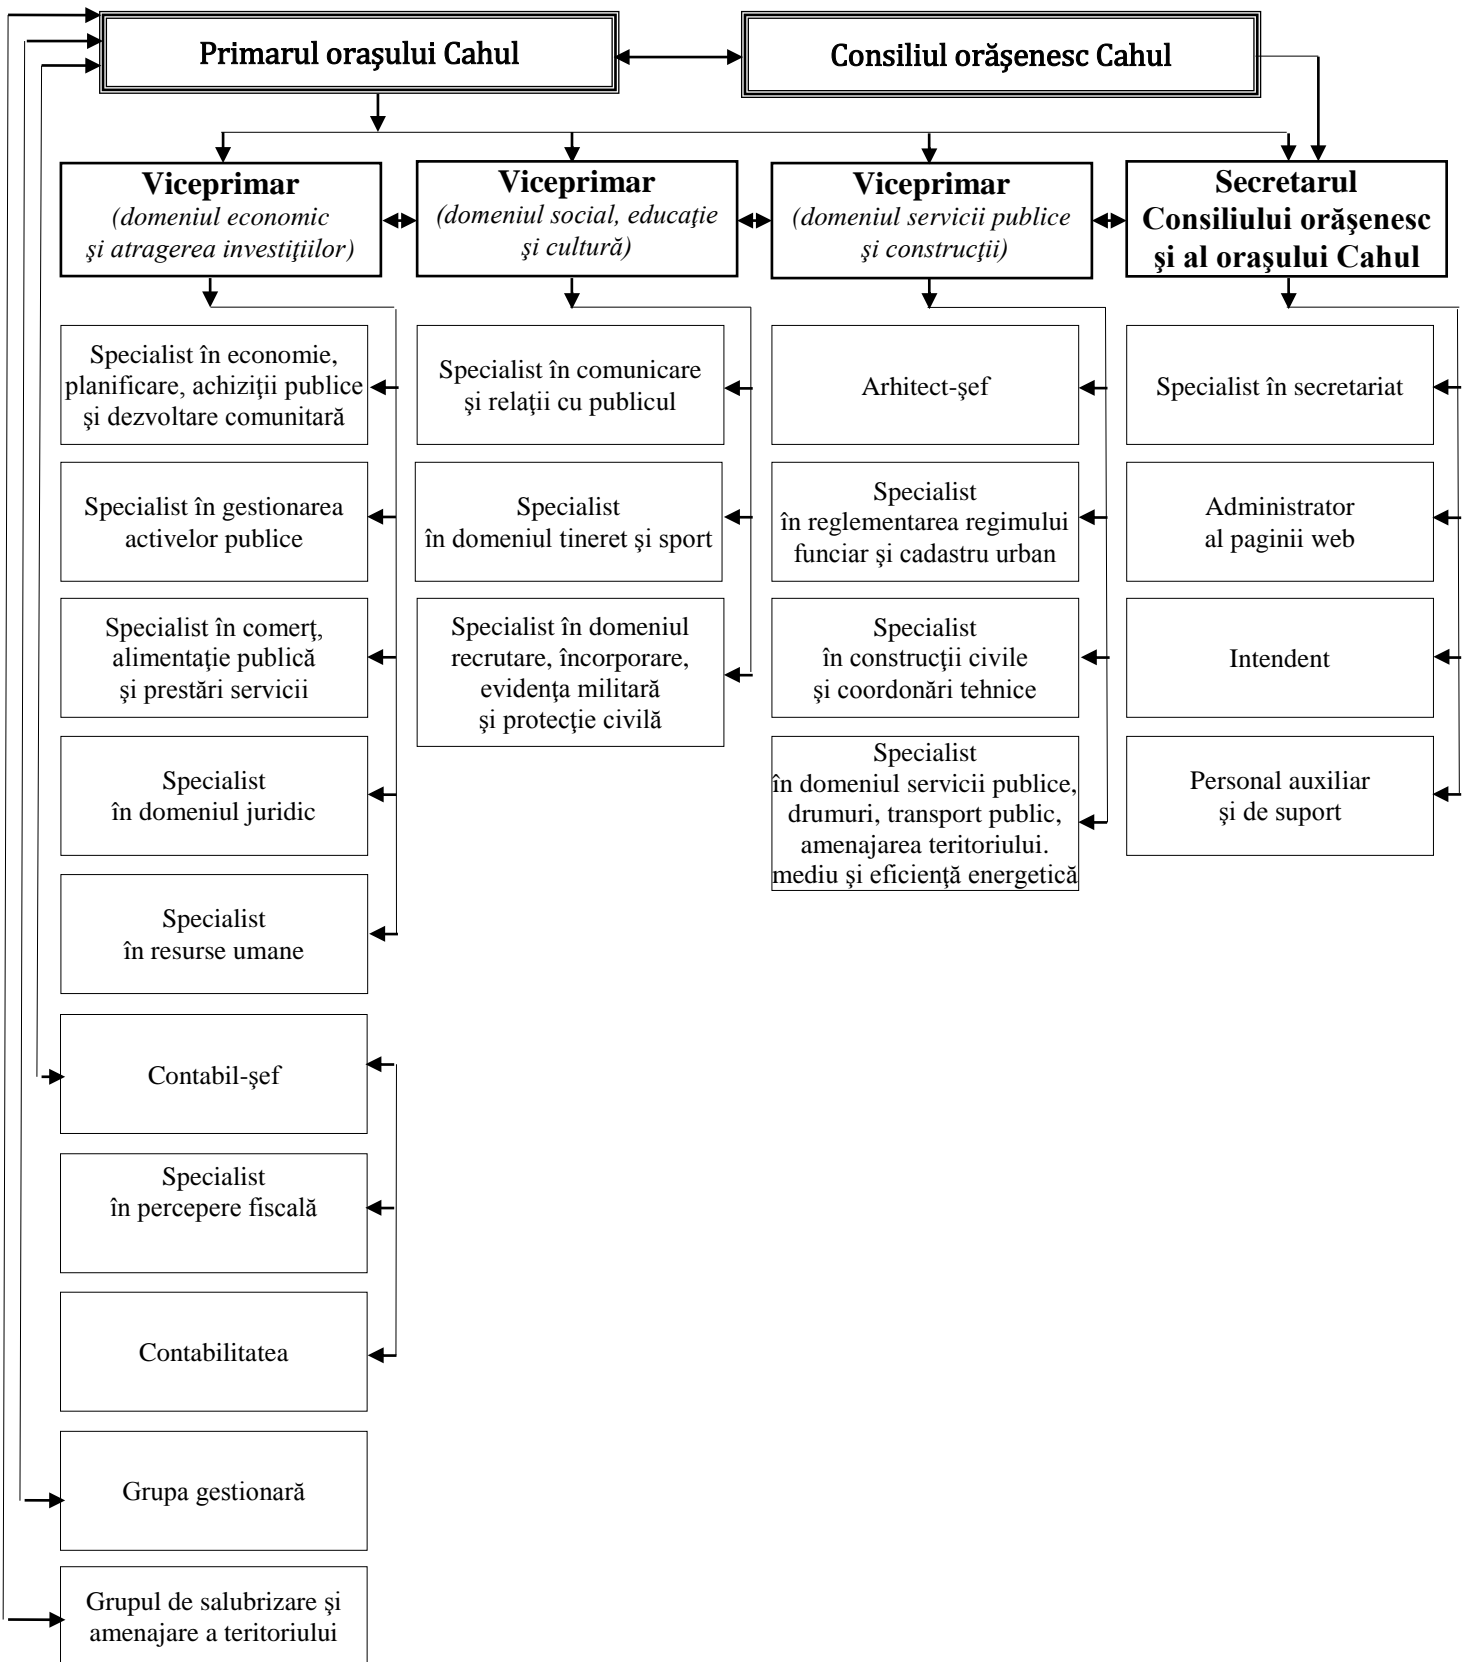 Primarul oraşului Cahul
Consiliul orăşenesc Cahul
Viceprimar
(domeniul economic
şi atragerea investiţiilor)
Viceprimar
(domeniul social, educaţie
şi cultură)
Viceprimar
(domeniul servicii publice
şi construcţii)
Secretarul
Consiliului orăşenesc
şi al oraşului Cahul
Specialist în economie,
planificare, achiziţii publice
şi dezvoltare comunitară
Specialist în gestionarea
activelor publice
Specialist în comerţ,
alimentaţie publică
şi prestări servicii
Specialist
în domeniul juridic
Specialist
în resurse umane
Contabil-şef
Specialist
în percepere fiscală
Contabilitatea
Grupa gestionară
Grupul de salubrizare şi
amenajare a teritoriului
Specialist în comunicare
şi relaţii cu publicul
Specialist
în domeniul tineret şi sport
Specialist în domeniul
recrutare, încorporare,
evidenţa militară
şi protecţie civilă
Arhitect-şef
Specialist
în reglementarea regimului
funciar şi cadastru urban
Specialist
în construcţii civile
şi coordonări tehnice
Specialist
în domeniul servicii publice,
drumuri, transport public,
amenajarea teritoriului.
mediu şi eficienţă energetică
Specialist în secretariat
Administrator
al paginii web
Intendent
Personal auxiliar
şi de suport